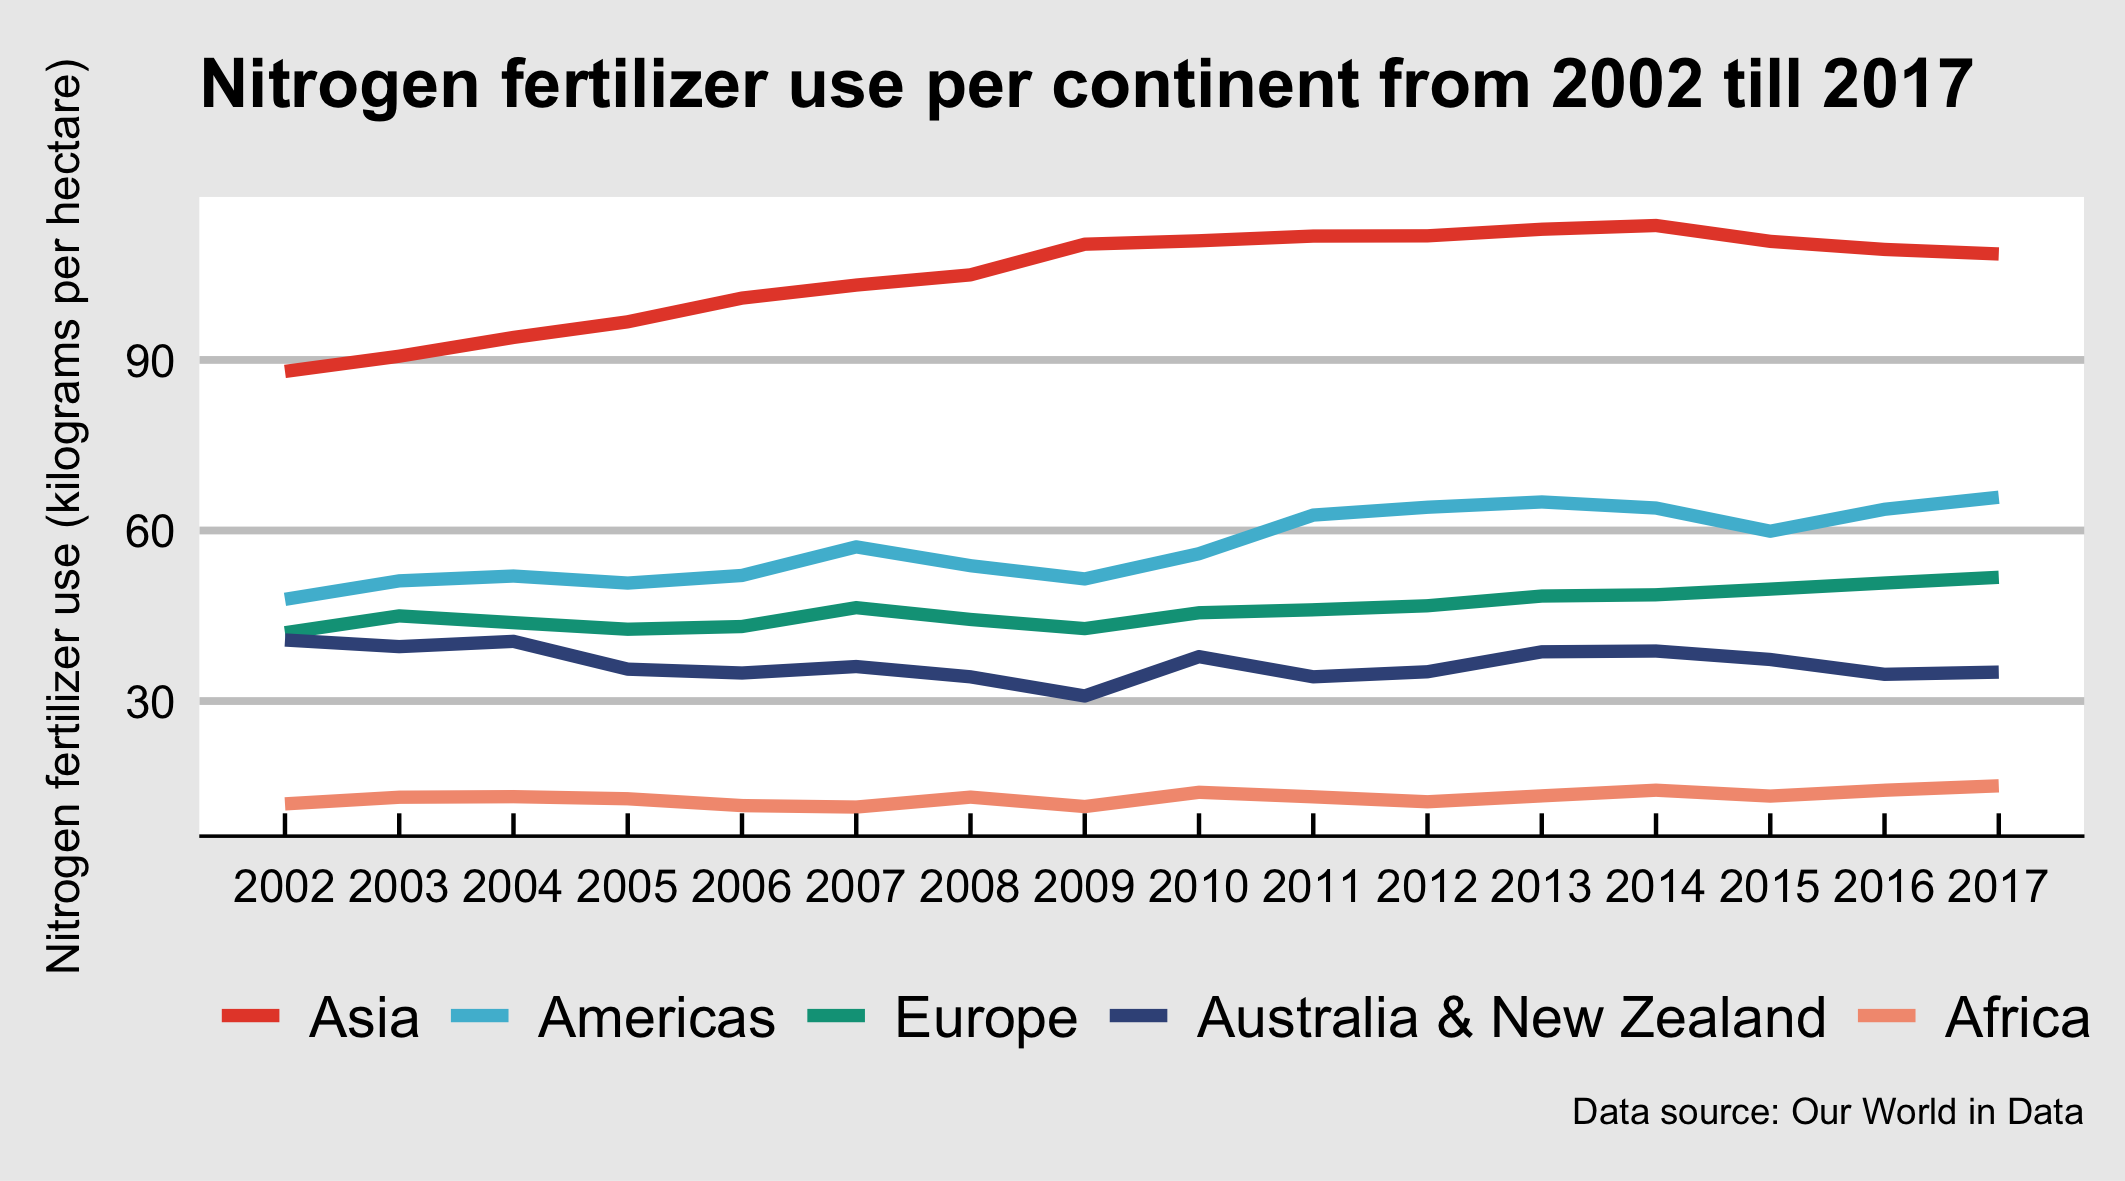 Nitrogen fertilizer use per continent from 2002 till 2017
Nitrogen fertilizer use (kilograms per hectare)
90
60
30
2002 2003 2004 2005 2006 2007 2008 2009 2010 2011 2012 2013 2014 2015 2016 2017
Asia Americas Europe Australia & New Zealand Africa
Data source: Our World in Data